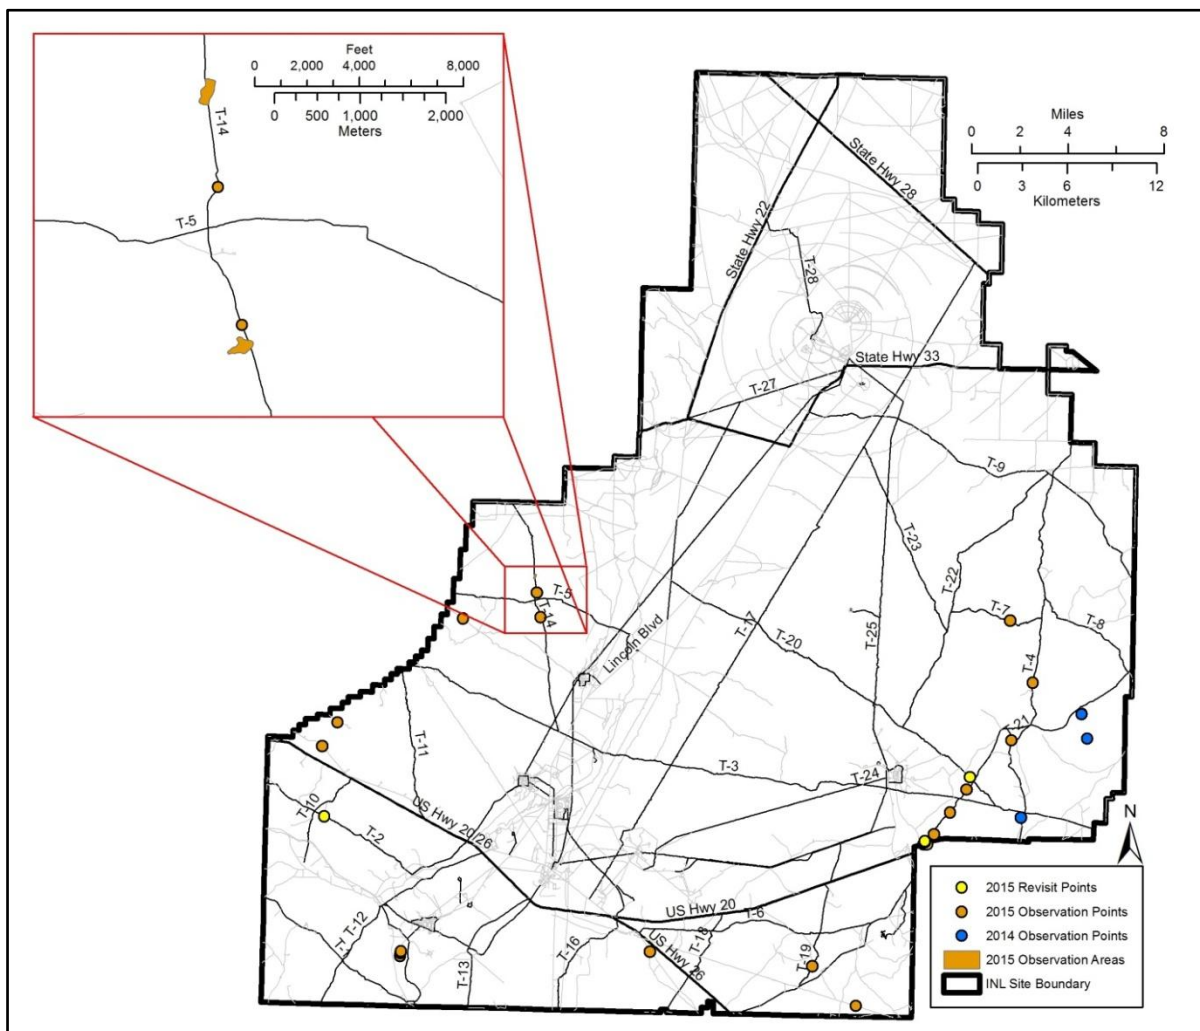 Feet
0 2,000 4,000 8,000
0 500 1,000 2,000
Meters
T-14
T-5
Miles
0 2 4 8
0 3 6 12
Kilometers
State Hwy 28
State Hwy 22
T-28
State Hwy 33
T-27
T-9
T-23
T-22
T-5
T-14
T-7
T-8
T-17
T-25
T-20
Lincoln Blvd
T-4
T-21
T-11
T-3
T-24
T-10
US Hwy 20/26
T-2
N
US Hwy 20
T-6
T-12
T-16
T-18
US Hwy 26
T-19
T-13
2015 Revisit Points
2015 Observation Points
2014 Observation Points
2015 Observation Areas
INL Site Boundary